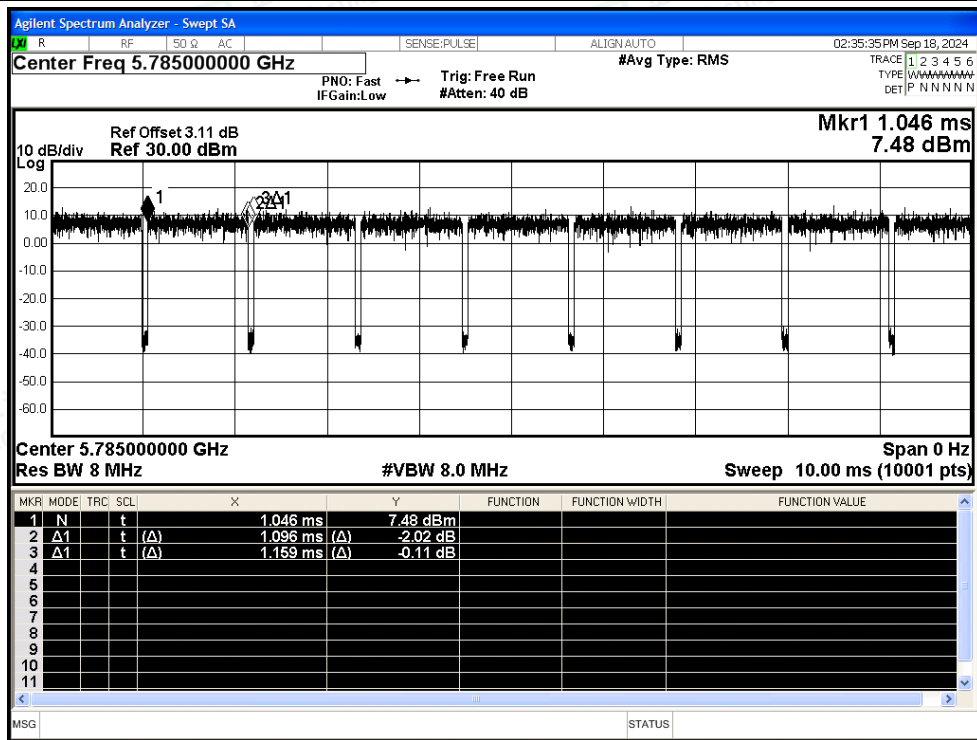 Agilent Spectrum Analyzer - Swept SA
LXI R RF 50 Ω AC SENSE:PULSE ALIGN AUTO 02:35:35 PM Sep 18, 2024
Center Freq 5.785000000 GHz #Avg Type: RMS TRACE 1 2 3 4 5 6
PNO: Fast Trig: Free Run TYPE WWWWWW
IFGain:Low #Atten: 40 dB DET P N N N N N
Mkr1 1.046 ms
7.48 dBm
Ref Offset 3.11 dB
10 dB/div Ref 30.00 dBm
Log
20.0
1
3Δ1
2Δ1
10.0
0.00
-10.0
-20.0
-30.0
-40.0
-50.0
-60.0
Center 5.785000000 GHz Span 0 Hz
Res BW 8 MHz #VBW 8.0 MHz Sweep 10.00 ms (10001 pts)
MKR MODE TRC SCL X Y FUNCTION FUNCTION WIDTH FUNCTION VALUE
1 N t 1.046 ms 7.48 dBm
2 Δ1 t (Δ) 1.096 ms (Δ) -2.02 dB
3 Δ1 t (Δ) 1.159 ms (Δ) -0.11 dB
4
5
6
7
8
9
10
11
MSG STATUS